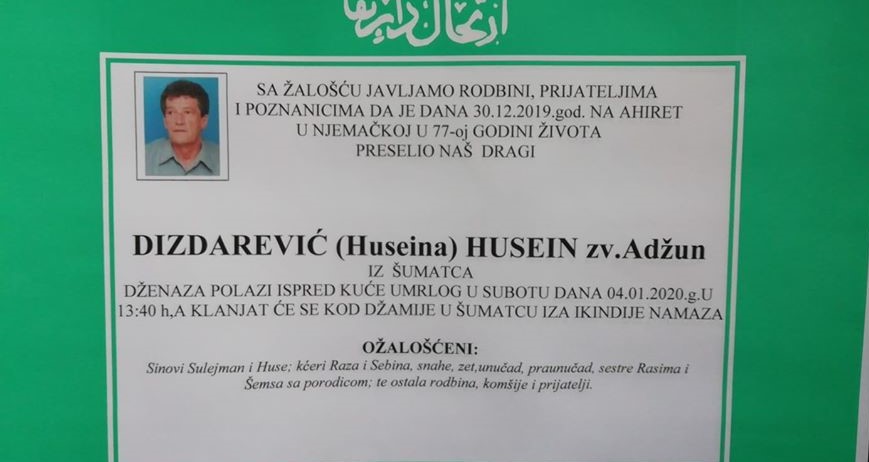 ارتحال دار بقا
SA ŽALOŠĆU JAVLJAMO RODBINI, PRIJATELJIMA
I POZNANICIMA DA JE DANA 30.12.2019.god. NA AHIRET
U NJEMAČKOJ U 77-oj GODINI ŽIVOTA
PRESELIO NAŠ DRAGI
DIZDAREVIĆ (Huseina) HUSEIN zv.Adžun
IZ ŠUMATCA
DŽENAZA POLAZI ISPRED KUĆE UMRLOG U SUBOTU DANA 04.01.2020.g.U
13:40 h,A KLANJAT ĆE SE KOD DŽAMIJE U ŠUMATCU IZA IKINDIJE NAMAZA
OŽALOŠĆENI:
Sinovi Sulejman i Huse; kćeri Raza i Sebina, snahe, zet,unučad, praunučad, sestre Rasima i
Šemsa sa porodicom; te ostala rodbina, komšije i prijatelji.